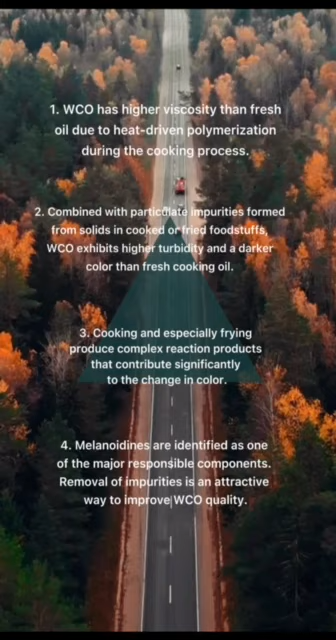 1. WCO has higher viscosity than fresh
oil due to heat-driven polymerization
during the cooking process.
2. Combined with particulate impurities formed
from solids in cooked or fried foodstuffs,
WCO exhibits higher turbidity and a darker
color than fresh cooking oil.
3. Cooking and especially frying
produce complex reaction products
that contribute significantly
to the change in color.
4. Melanoidines are identified as one
of the major responsible components.
Removal of impurities is an attractive
way to improve WCO quality.